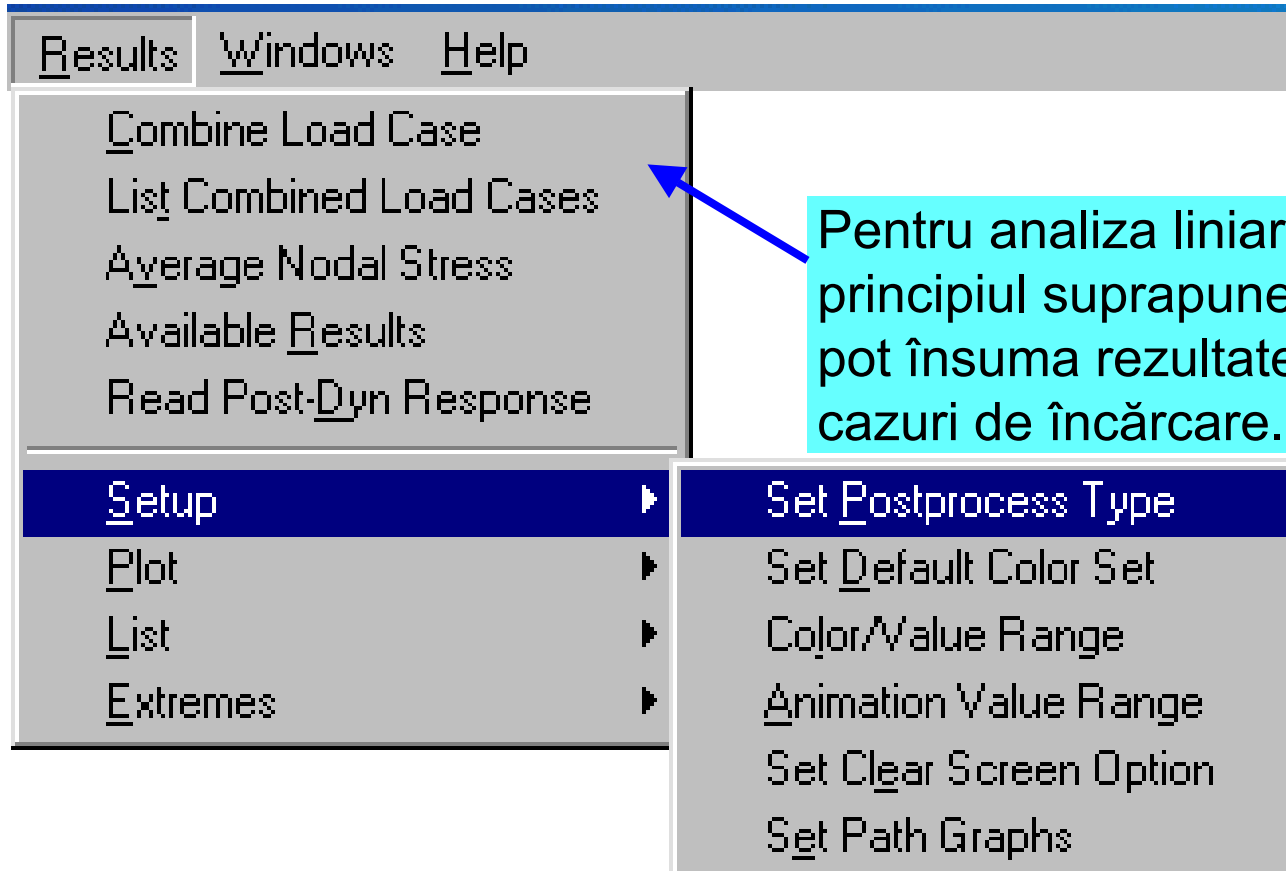 Results Windows Help
Combine Load Case
List Combined Load Cases
Average Nodal Stress
Available Results
Read Post-Dyn Response
Pentru analiza liniar
principiul suprapune
pot însuma rezultate
cazuri de încărcare.
Setup
Plot
List
Extremes
Set Postprocess Type
Set Default Color Set
Color/Value Range
Animation Value Range
Set Clear Screen Option
Set Path Graphs